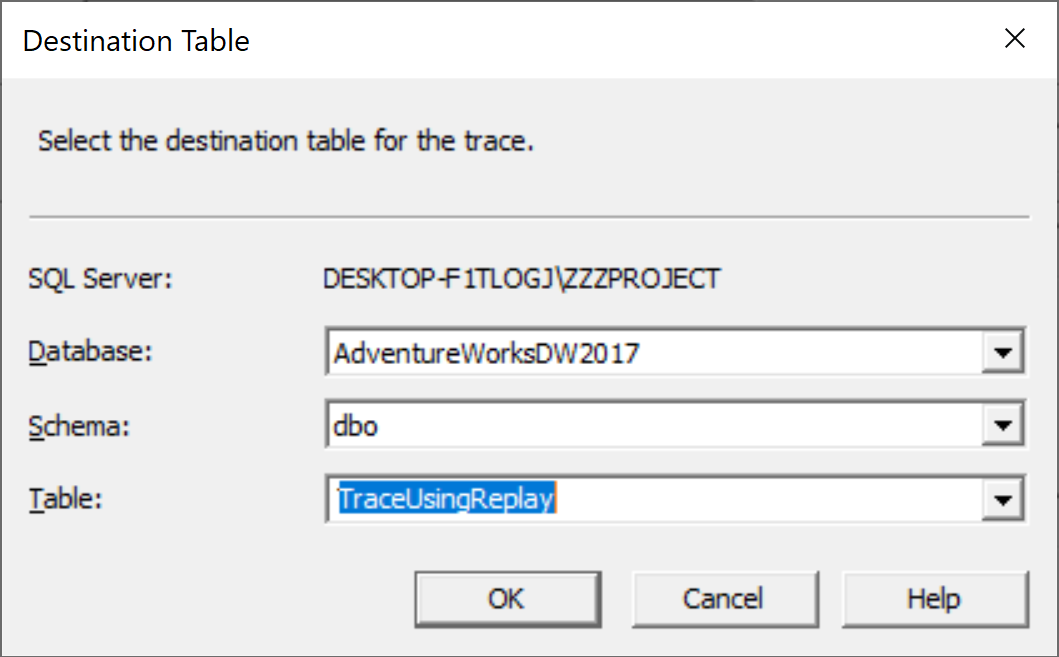 Destination Table
Select the destination table for the trace.
SQL Server: DESKTOP-F1TLOGJ\ZZZPROJECT
Database: AdventureWorksDW2017
Schema: dbo
Table: TraceUsingReplay
OK Cancel Help